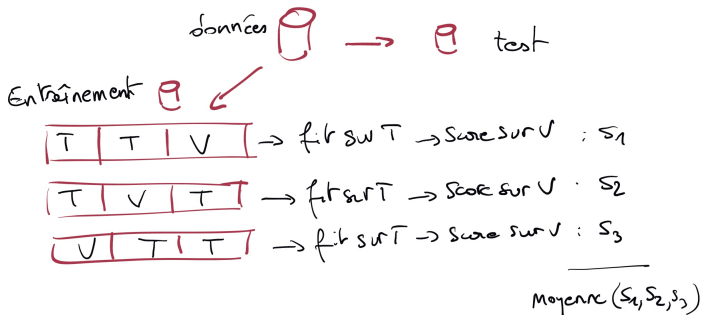 données → test
Entraînement
T T V → fit sur T → Score sur V : S1
T V T → fit sur T → Score sur V : S2
V T T → fit sur T → Score sur V : S3
Moyenne (S1, S2, S3)